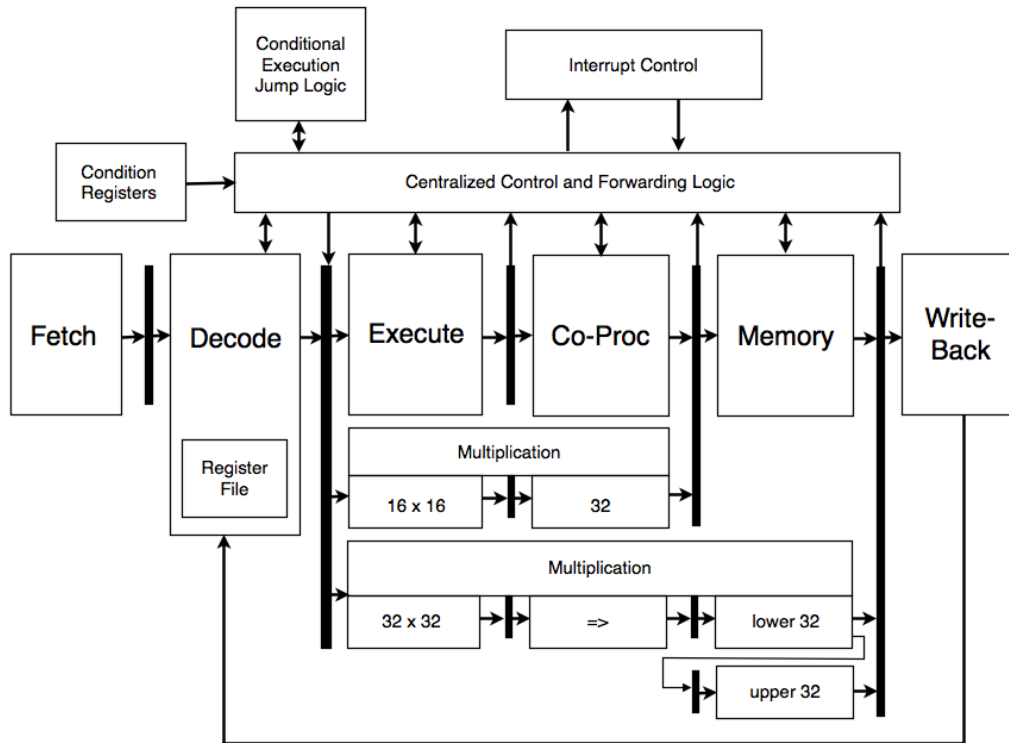 Conditional
Execution
Jump Logic
Interrupt Control
Condition
Registers
Centralized Control and Forwarding Logic
Fetch
Decode
Execute
Co-Proc
Memory
Write-
Back
Register
File
Multiplication
16 x 16
32
Multiplication
32 x 32
=>
lower 32
upper 32